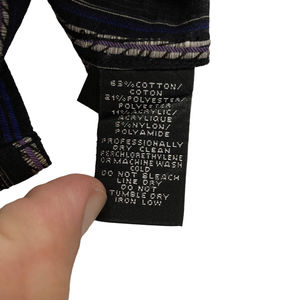 63%COTTON/
COTON
21%POLYESTER/
POLYESTER
11%ACRYLIC/
ACRYLIQUE
5%NYLON/
POLYAMIDE
PROFESSIONALLY
DRY CLEAN
PERCHLORETHYLENE
OR MACHINE WASH
COLD
DO NOT BLEACH
LINE DRY
DO NOT
TUMBLE DRY
IRON LOW